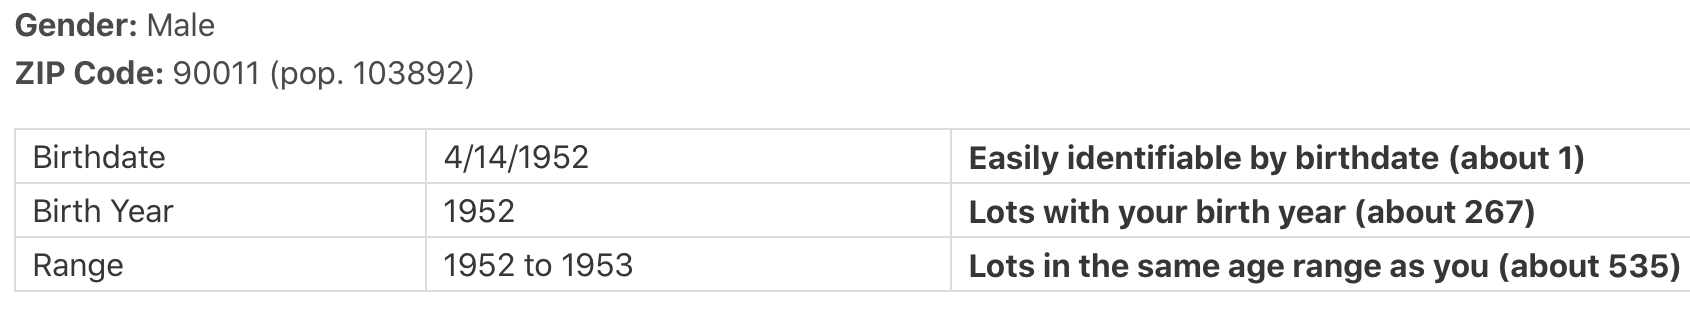 Gender: Male
ZIP Code: 90011 (pop. 103892)
Birthdate 4/14/1952 Easily identifiable by birthdate (about 1)
Birth Year 1952 Lots with your birth year (about 267)
Range 1952 to 1953 Lots in the same age range as you (about 535)